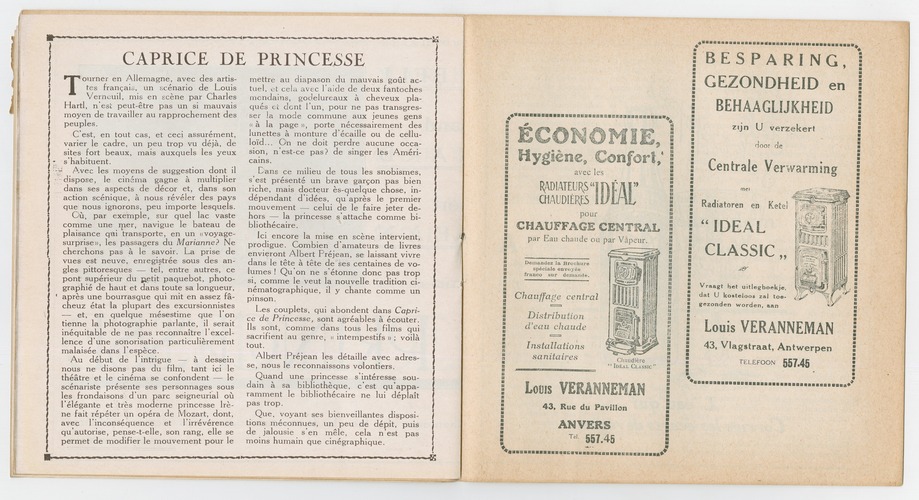 CAPRICE DE PRINCESSE
Tourner en Allemagne, avec des artis-
tes français, un scénario de Louis
Verneuil, mis en scène par Charles
Hartl, n'est peut-être pas un si mauvais
moyen de travailler au rapprochement des
peuples.
C'est, en tout cas, et ceci assurément,
varier le cadre, un peu trop vu déjà, de
sites fort beaux, mais auxquels les yeux
s'habituent.
Avec les moyens de suggestion dont il
dispose, le cinéma gagne à multiplier
dans ses aspects de décor et, dans son
action scénique, à nous révéler des pays
que nous ignorons, peu importe lesquels.
Où, par exemple, sur quel lac vaste
comme une mer, navigue le bateau de
plaisance qui transporte, en un «voyage-
surprise», les passagers du Marianne? Ne
cherchons pas à le savoir. La prise de
vues est neuve, enregistrée sous des an-
gles pittoresques — tel, entre autres, ce
pont supérieur du petit paquebot, photo-
graphié de haut et dans toute sa longueur,
après une bourrasque qui mit en assez fâ-
cheuz état la plupart des excursionnistes
— et, en quelque mésestime que l'on
tienne la photographie parlante, il serait
inéquitable de ne pas reconnaître l'excel-
lence d'une sonorisation particulièrement
malaisée dans l'espèce.
Au début de l'intrigue — à dessein
nous ne disons pas du film, tant ici le
théâtre et le cinéma se confondent — le
scénariste présente ses personnages sous
les frondaisons d'un parc seigneurial où
l'élégante et très moderne princesse Irè-
ne fait répéter un opéra de Mozart, dont,
avec l'inconséquence et l'irrévérence
qu'autorise, pense-t-elle, son rang, elle se
permet de modifier le mouvement pour le
mettre au diapason du mauvais goût ac-
tuel, et cela avec l'aide de deux fantoches
mondains, godelureaux à cheveux pla-
qués et dont l'un, pour ne pas transgres-
ser la mode commune aux jeunes gens
« à la page », porte nécessairement des
lunettes à monture d'écaille ou de cellu-
loïd... On ne doit perdre aucune occa-
sion, n'est-ce pas? de singer les Améri-
cains.
Dans ce milieu de tous les snobismes,
s'est présenté un brave garçon pas bien
riche, mais docteur ès-quelque chose, in-
dépendant d'idées, qu'après le premier
mouvement — celui de le faire jeter de-
hors — la princesse s'attache comme bi-
bliothécaire.
Ici encore la mise en scène intervient,
prodigue. Combien d'amateurs de livres
envieront Albert Fréjean, se laissant vivre
dans le tête à tête de ses centaines de vo-
lumes! Qu'on ne s'étonne donc pas trop
si, comme le veut la nouvelle tradition ci-
nématographique, il y chante comme un
pinson.
Les couplets, qui abondent dans Capri-
ce de Princesse, sont agréables à écouter.
Ils sont, comme dans tous les films qui
sacrifient au genre, « intempestifs »; voilà
tout.
Albert Préjean les détaille avec adres-
se, nous le reconnaissons volontiers.
Quand une princesse s'intéresse sou-
dain à sa bibliothèque, c'est qu'appa-
ramment le bibliothécaire ne lui déplaît
pas trop.
Que, voyant ses bienveillantes disposi-
tions méconnues, un peu de dépit, puis
de jalousie s'en mêle, cela n'est pas
moins humain que cinégraphique.
ÉCONOMIE,
Hygiène, Confort,
avec les
RADIATEURS "IDÉAL"
CHAUDIÈRES
pour
CHAUFFAGE CENTRAL
par Eau chaude ou par Vapeur.
Demandez la Brochure
spéciale envoyée
franco sur demande.
Chauffage central
Distribution
d'eau chaude
Installations
sanitaires
Chaudière
"IDEAL CLASSIC"
LOUIS VERANNEMAN
43, Rue du Pavillon
ANVERS
Tél. 557.45
BESPARING,
GEZONDHEID en
BEHAAGLIJKHEID
zijn U verzekert
door de
Centrale Verwarming
met
Radiatoren en Ketel
"IDEAL
CLASSIC„
Vraagt het uitlegboekje,
dat U kosteloos zal toe-
gezonden worden, aan
Louis VERANNEMAN
43, Vlagstraat, Antwerpen
TELEFOON 557.45